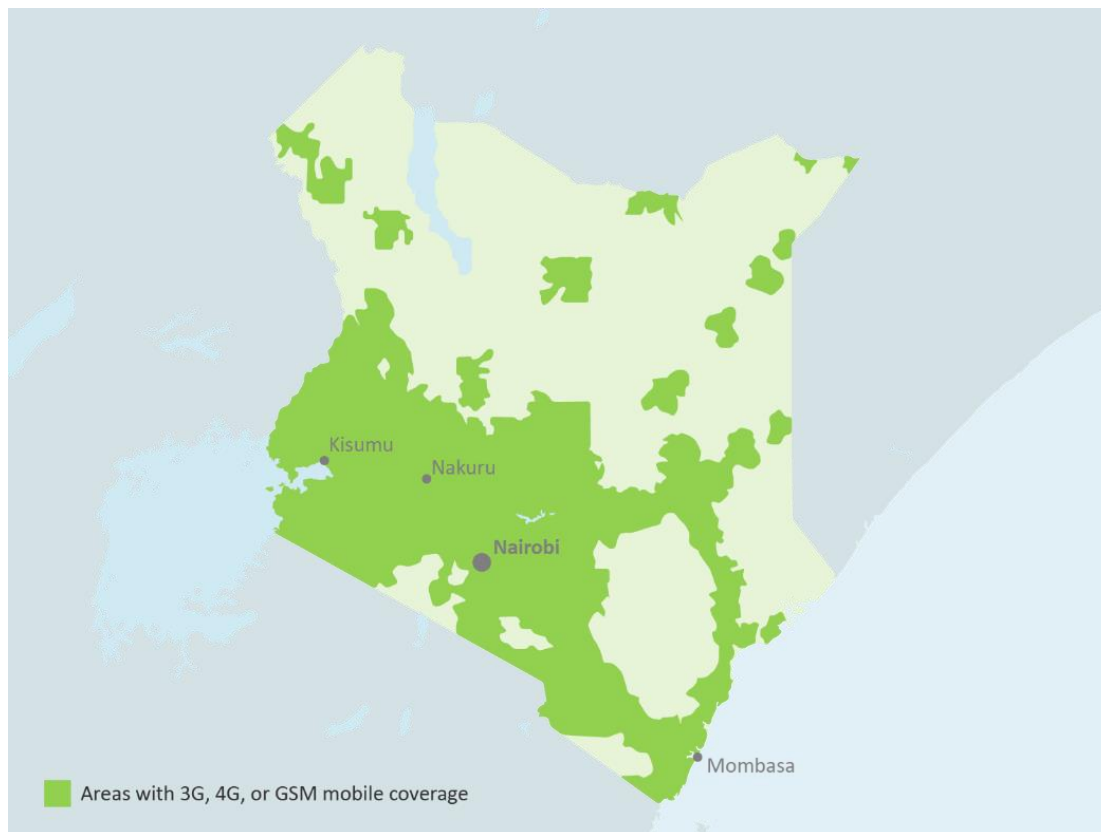 Kisumu
Nakuru
Nairobi
Mombasa
Areas with 3G, 4G, or GSM mobile coverage